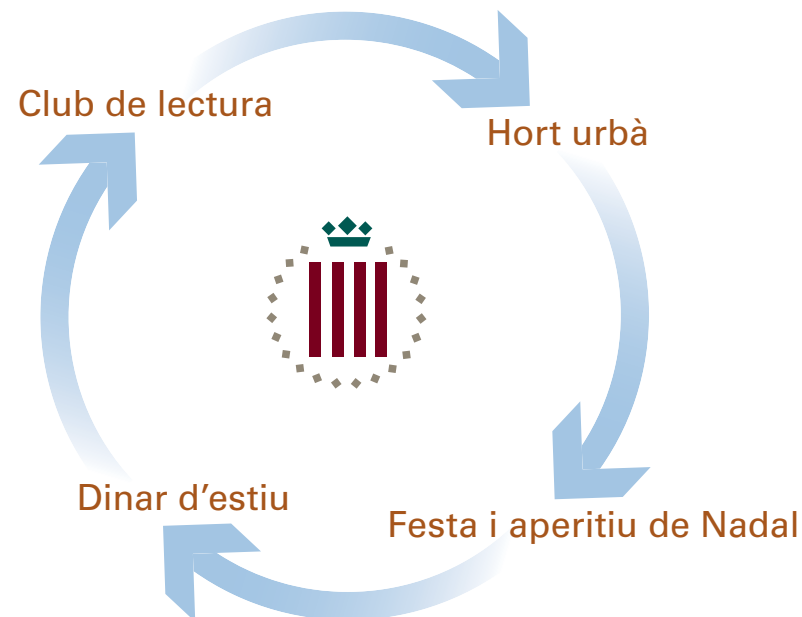 Club de lectura
Hort urbà
Dinar d’estiu
Festa i aperitiu de Nadal